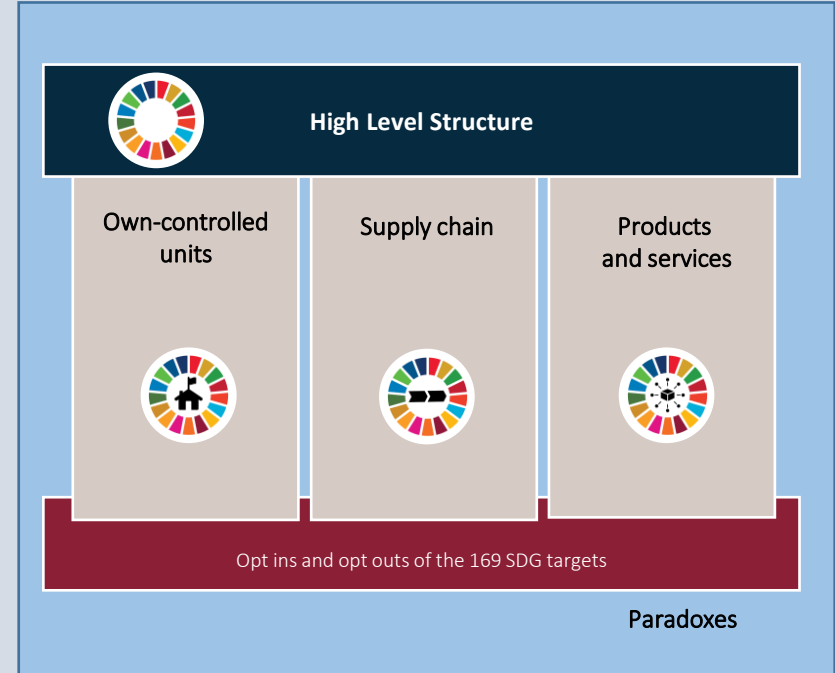 High Level Structure
Own-controlled
units
Supply chain
Products
and services
Opt ins and opt outs of the 169 SDG targets
Paradoxes